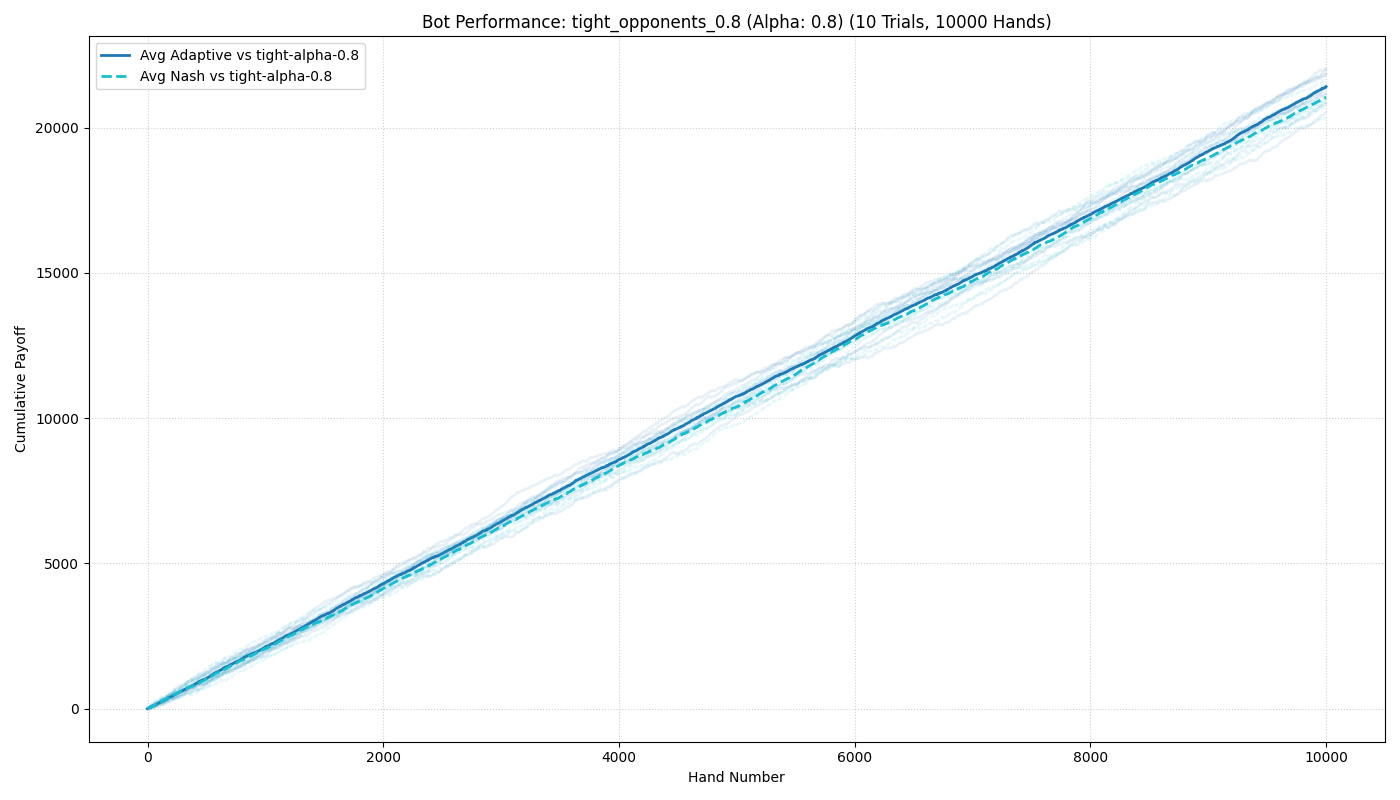 Bot Performance: tight_opponents_0.8 (Alpha: 0.8) (10 Trials, 10000 Hands)
Avg Adaptive vs tight-alpha-0.8
Avg Nash vs tight-alpha-0.8
20000
15000
10000
5000
0
Cumulative Payoff
0 2000 4000 6000 8000 10000
Hand Number